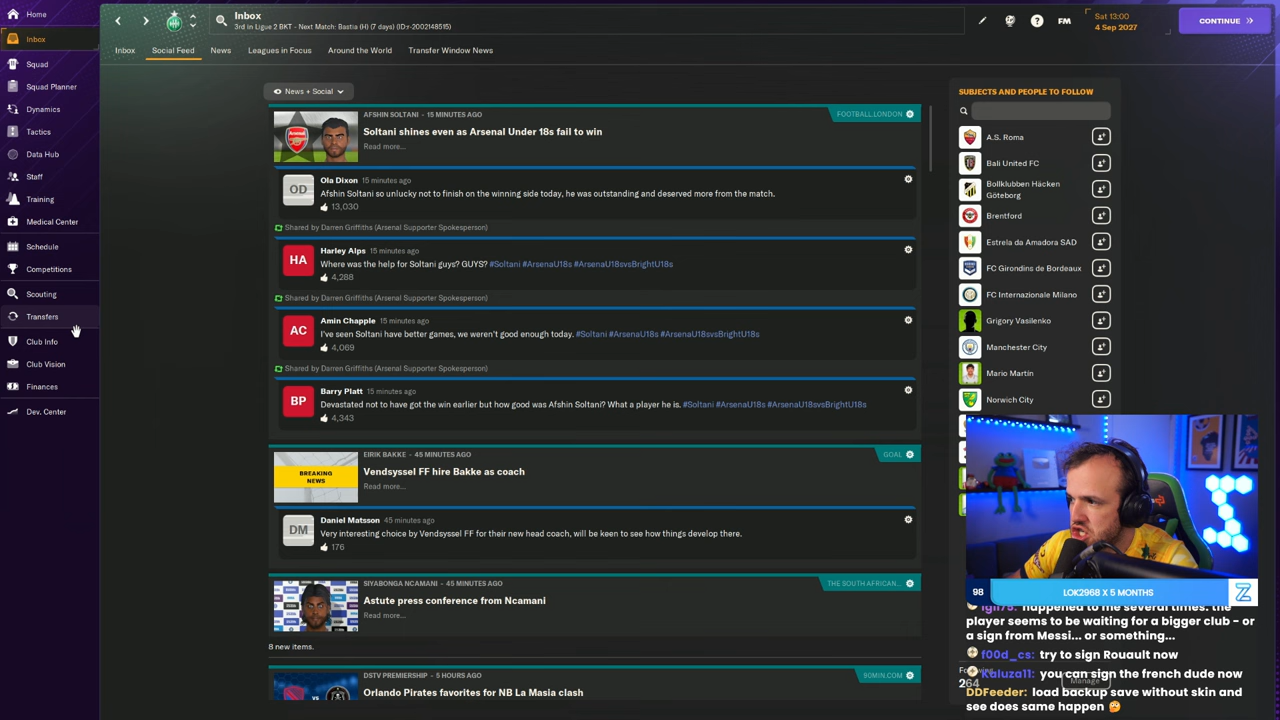 Home
Inbox
Squad
Squad Planner
Dynamics
Tactics
Data Hub
Staff
Training
Medical Center
Schedule
Competitions
Scouting
Transfers
Club Info
Club Vision
Finances
Dev. Center
Inbox
3rd in Ligue 2 BKT - Next Match: Bastia (H) (7 days) (ID:r-2002148515)
FM
Sat 13:00
4 Sep 2027
CONTINUE
Inbox
Social Feed
News
Leagues in Focus
Around the World
Transfer Window News
News + Social
AFSHIN SOLTANI - 15 MINUTES AGO
FOOTBALL.LONDON
Soltani shines even as Arsenal Under 18s fail to win
Read more...
OD
Ola Dixon 15 minutes ago
Afshin Soltani so unlucky not to finish on the winning side today, he was outstanding and deserved more from the match.
13,030
Shared by Darren Griffiths (Arsenal Supporter Spokesperson)
HA
Harley Alps 15 minutes ago
Where was the help for Soltani guys? GUYS? #Soltani #ArsenalU18s #ArsenaU18svsBrightU18s
4,288
Shared by Darren Griffiths (Arsenal Supporter Spokesperson)
AC
Amin Chapple 15 minutes ago
I've seen Soltani have better games, we weren't good enough today. #Soltani #ArsenaU18s #ArsenaU18svsBrightU18s
4,069
Shared by Darren Griffiths (Arsenal Supporter Spokesperson)
BP
Barry Platt 15 minutes ago
Devastated not to have got the win earlier but how good was Afshin Soltani? What a player he is. #Soltani #ArsenaU18s #ArsenaU18svsBrightU18s
4,343
EIRIK BAKKE - 45 MINUTES AGO
GOAL
BREAKING
NEWS
Vendsyssel FF hire Bakke as coach
Read more...
DM
Daniel Matsson 45 minutes ago
Very interesting choice by Vendsyssel FF for their new head coach, will be keen to see how things develop there.
176
SIYABONGA NCAMANI - 45 MINUTES AGO
THE SOUTH AFRICAN...
Astute press conference from Ncamani
Read more...
8 new items.
DSTV PREMIERSHIP - 5 HOURS AGO
90MIN.COM
Orlando Pirates favorites for NB La Masia clash
SUBJECTS AND PEOPLE TO FOLLOW
A.S. Roma
Bali United FC
Bollklubben Häcken
Göteborg
Brentford
Estrela da Amadora SAD
FC Girondins de Bordeaux
FC Internazionale Milano
Grigory Vasilenko
Manchester City
Mario Martín
Norwich City
98
LOK2968 X 5 MONTHS
happened to me several times. the
player seems to be waiting for a bigger club - or
a sign from Messi... or something...
f00d_cs: try to sign Rouault now
Kaluza11: you can sign the french dude now
264
Manage
DDFeeder: load backup save without skin and
see does same happen